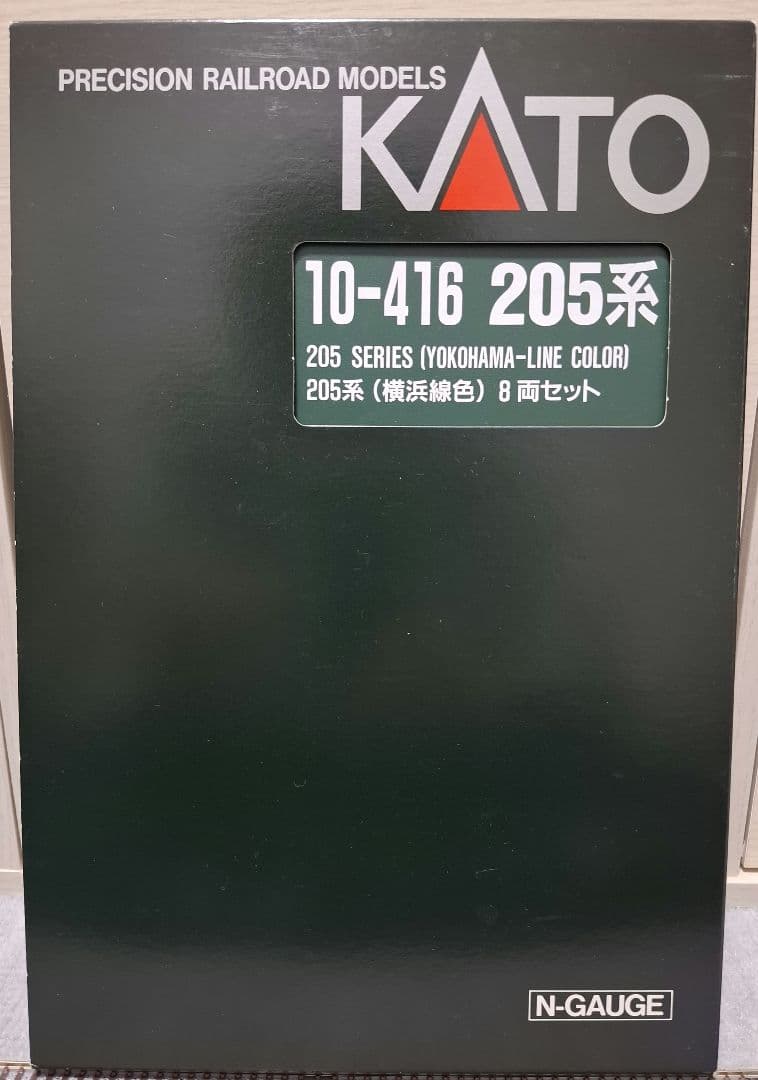 PRECISION RAILROAD MODELS
KATO
10-416 205系
205 SERIES (YOKOHAMA-LINE COLOR)
205系（横浜線色）8両セット
N-GAUGE